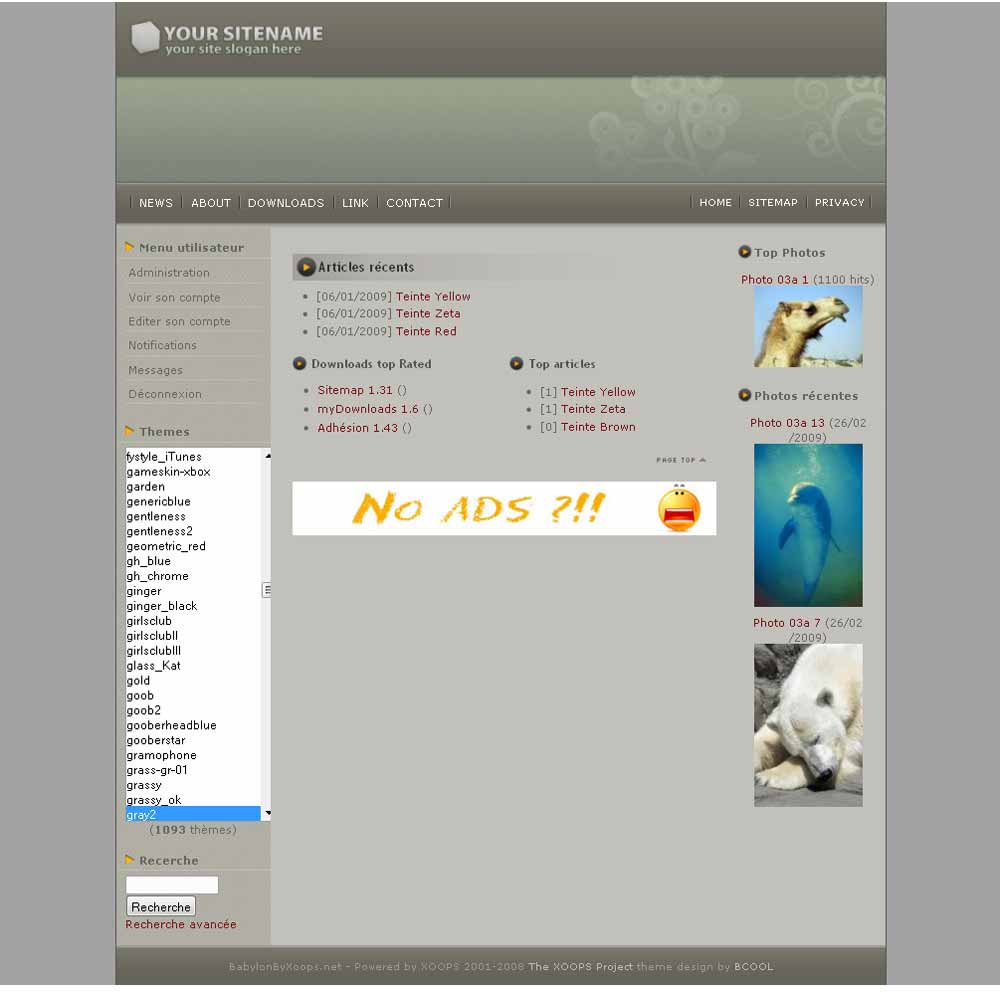 YOUR SITENAME
your site slogan here
NEWS ABOUT DOWNLOADS LINK CONTACT HOME SITEMAP PRIVACY
Menu utilisateur
Administration
Voir son compte
Editer son compte
Notifications
Messages
Déconnexion
Themes
fystyle_iTunes
gameskin-xbox
garden
genericblue
gentleness
gentleness2
geometric_red
gh_blue
gh_chrome
ginger
ginger_black
girlsclub
girlsclubII
girlsclubIII
glass_Kat
gold
goob
goob2
gooberheadblue
gooberstar
gramophone
grass-gr-01
grassy
grassy_ok
gray2
(1093 thèmes)
Recerche
Recherche
Recherche avancée
Articles récents
[06/01/2009] Teinte Yellow
[06/01/2009] Teinte Zeta
[06/01/2009] Teinte Red
Downloads top Rated
Sitemap 1.31 ()
myDownloads 1.6 ()
Adhésion 1.43 ()
Top articles
[1] Teinte Yellow
[1] Teinte Zeta
[0] Teinte Brown
PAGE TOP
No ADS ?!!
Top Photos
Photo 03a 1 (1100 hits)
Photos récentes
Photo 03a 13 (26/02
/2009)
Photo 03a 7 (26/02
/2009)
BabylonByXoops.net - Powered by XOOPS 2001-2008 The XOOPS Project theme design by BCOOL